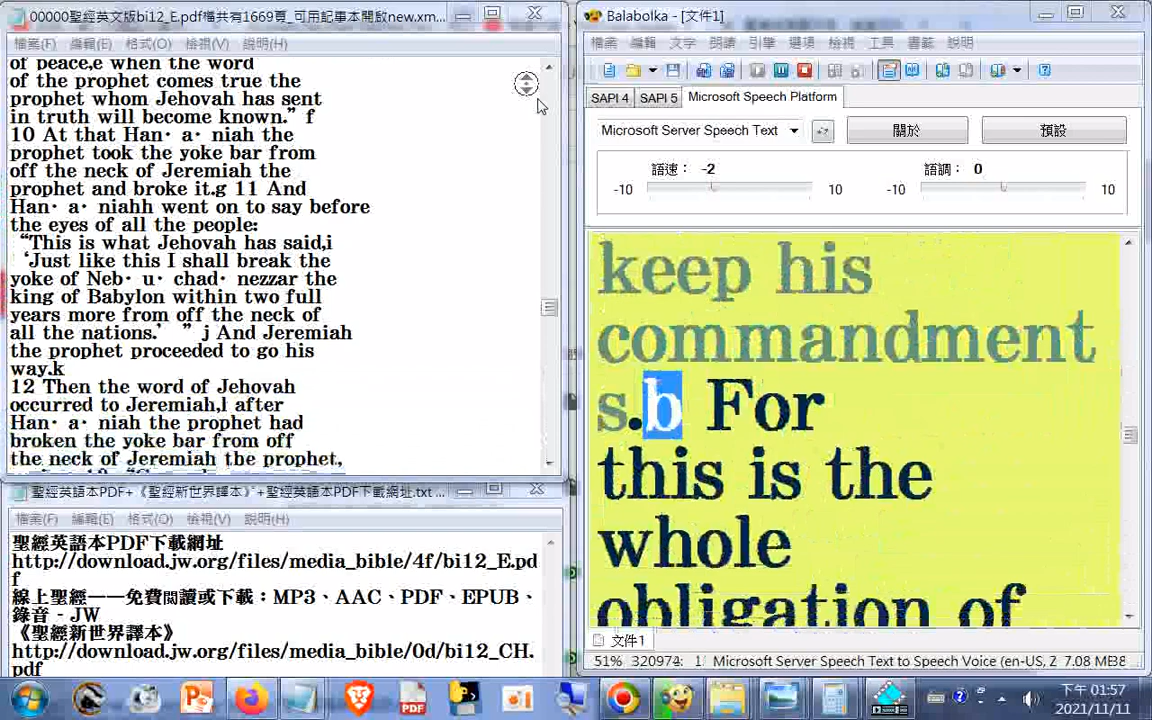 00000聖經英文版bi12_E.pdf檔共有1669頁_可用記事本開啟new.xm...
檔案(F) 編輯(E) 格式(O) 檢視(V) 說明(H)
of peace,e when the word
of the prophet comes true the
prophet whom Jehovah has sent
in truth will become known.” f
10 At that Han· a· niah the
prophet took the yoke bar from
off the neck of Jeremiah the
prophet and broke it.g 11 And
Han· a· niahh went on to say before
the eyes of all the people:
“This is what Jehovah has said,i
‘Just like this I shall break the
yoke of Neb· u· chad· nezzar the
king of Babylon within two full
years more from off the neck of
all the nations.’ ” j And Jeremiah
the prophet proceeded to go his
way.k
12 Then the word of Jehovah
occurred to Jeremiah,l after
Han· a· niah the prophet had
broken the yoke bar from off
the neck of Jeremiah the prophet,
聖經英語本PDF+《聖經新世界譯本》+聖經英語本PDF下載網址.txt ...
檔案(F) 編輯(E) 格式(O) 檢視(V) 說明(H)
聖經英語本PDF下載網址
http://download.jw.org/files/media_bible/4f/bi12_E.pd
f
線上聖經——免費閱讀或下載：MP3、AAC、PDF、EPUB、
錄音 - JW
《聖經新世界譯本》
http://download.jw.org/files/media_bible/0d/bi12_CH.
pdf
Balabolka - [文件1]
檔案 編輯 文字 朗讀 引擎 選項 檢視 工具 書籤 說明
SAPI 4 SAPI 5 Microsoft Speech Platform
Microsoft Server Speech Text 關於 預設
語速： -2 語調： 0
-10 10 -10 10
keep his
commandment
s.b For
this is the
whole
obligation of
文件1
51% 320974: Microsoft Server Speech Text to Speech Voice (en-US, 7.08 MB
下午 01:57
2021/11/11